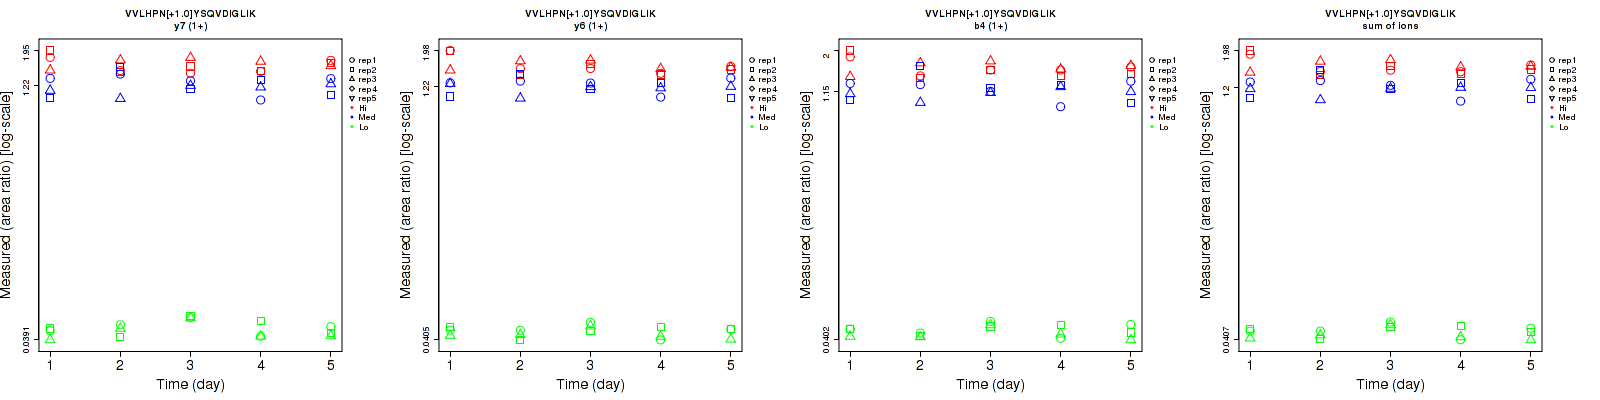 VVLHPN[+1.0]YSQVDIGLIK
y7 (1+)
Measured (area ratio) [log-scale]
1.95
1.22
0.0391
1 2 3 4 5
Time (day)
rep1
rep2
rep3
rep4
rep5
Hi
Med
Lo
VVLHPN[+1.0]YSQVDIGLIK
y6 (1+)
Measured (area ratio) [log-scale]
1.98
1.22
0.0405
1 2 3 4 5
Time (day)
rep1
rep2
rep3
rep4
rep5
Hi
Med
Lo
VVLHPN[+1.0]YSQVDIGLIK
b4 (1+)
Measured (area ratio) [log-scale]
2
1.15
0.0402
1 2 3 4 5
Time (day)
rep1
rep2
rep3
rep4
rep5
Hi
Med
Lo
VVLHPN[+1.0]YSQVDIGLIK
sum of ions
Measured (area ratio) [log-scale]
1.98
1.2
0.0407
1 2 3 4 5
Time (day)
rep1
rep2
rep3
rep4
rep5
Hi
Med
Lo